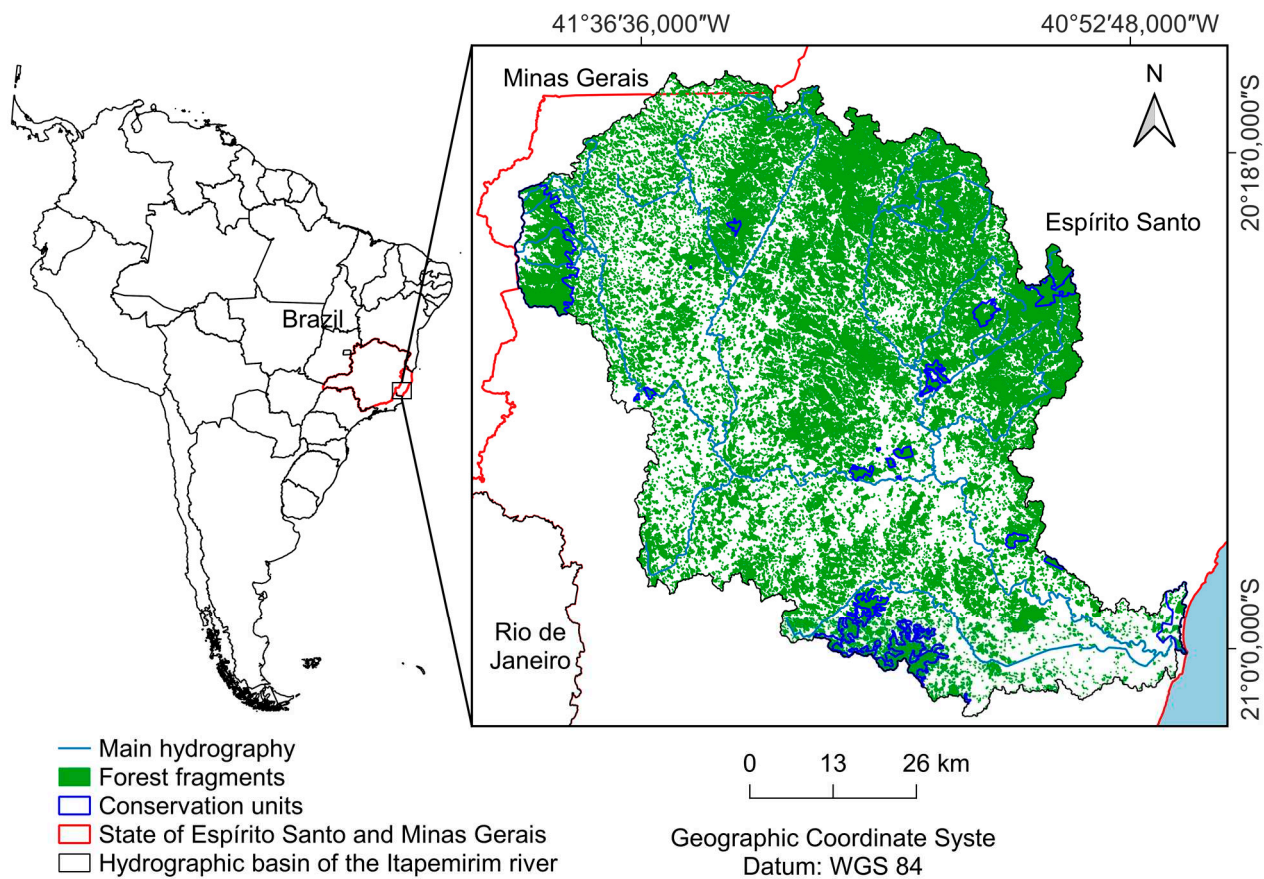 41°36′36,000″W
40°52′48,000″W
Minas Gerais
N
20°18′0,000″S
Espírito Santo
Brazil
Rio de
Janeiro
21°0′0,000″S
Main hydrography
Forest fragments
Conservation units
State of Espírito Santo and Minas Gerais
Hydrographic basin of the Itapemirim river
0 13 26 km
Geographic Coordinate Syste
Datum: WGS 84